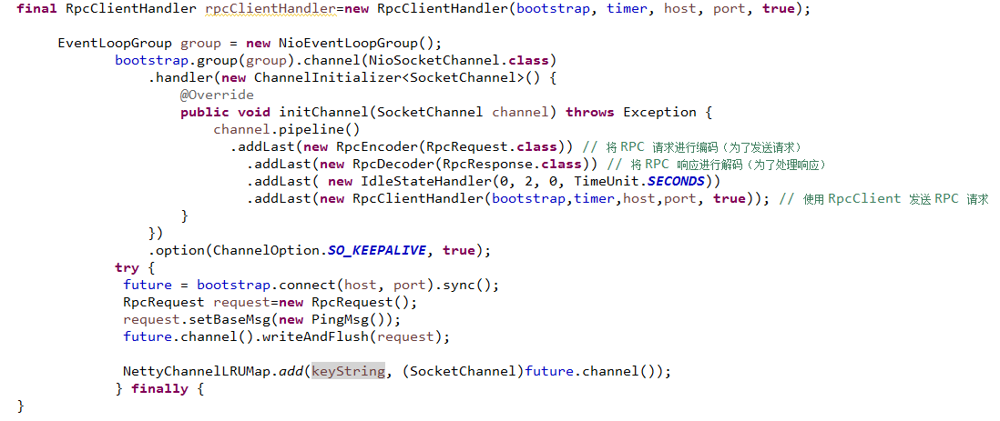 final RpcClientHandler rpcClientHandler=new RpcClientHandler(bootstrap, timer, host, port, true);
EventLoopGroup group = new NioEventLoopGroup();
bootstrap.group(group).channel(NioSocketChannel.class)
.handler(new ChannelInitializer<SocketChannel>() {
@Override
public void initChannel(SocketChannel channel) throws Exception {
channel.pipeline()
.addLast(new RpcEncoder(RpcRequest.class)) // 将 RPC 请求进行编码（为了发送请求）
.addLast(new RpcDecoder(RpcResponse.class)) // 将 RPC 响应进行解码（为了处理响应）
.addLast( new IdleStateHandler(0, 2, 0, TimeUnit.SECONDS))
.addLast(new RpcClientHandler(bootstrap,timer,host,port, true)); // 使用 RpcClient 发送 RPC 请求
}
})
.option(ChannelOption.SO_KEEPALIVE, true);
try {
future = bootstrap.connect(host, port).sync();
RpcRequest request=new RpcRequest();
request.setBaseMsg(new PingMsg());
future.channel().writeAndFlush(request);
NettyChannelLRUMap.add(keyString, (SocketChannel)future.channel());
} finally {
}